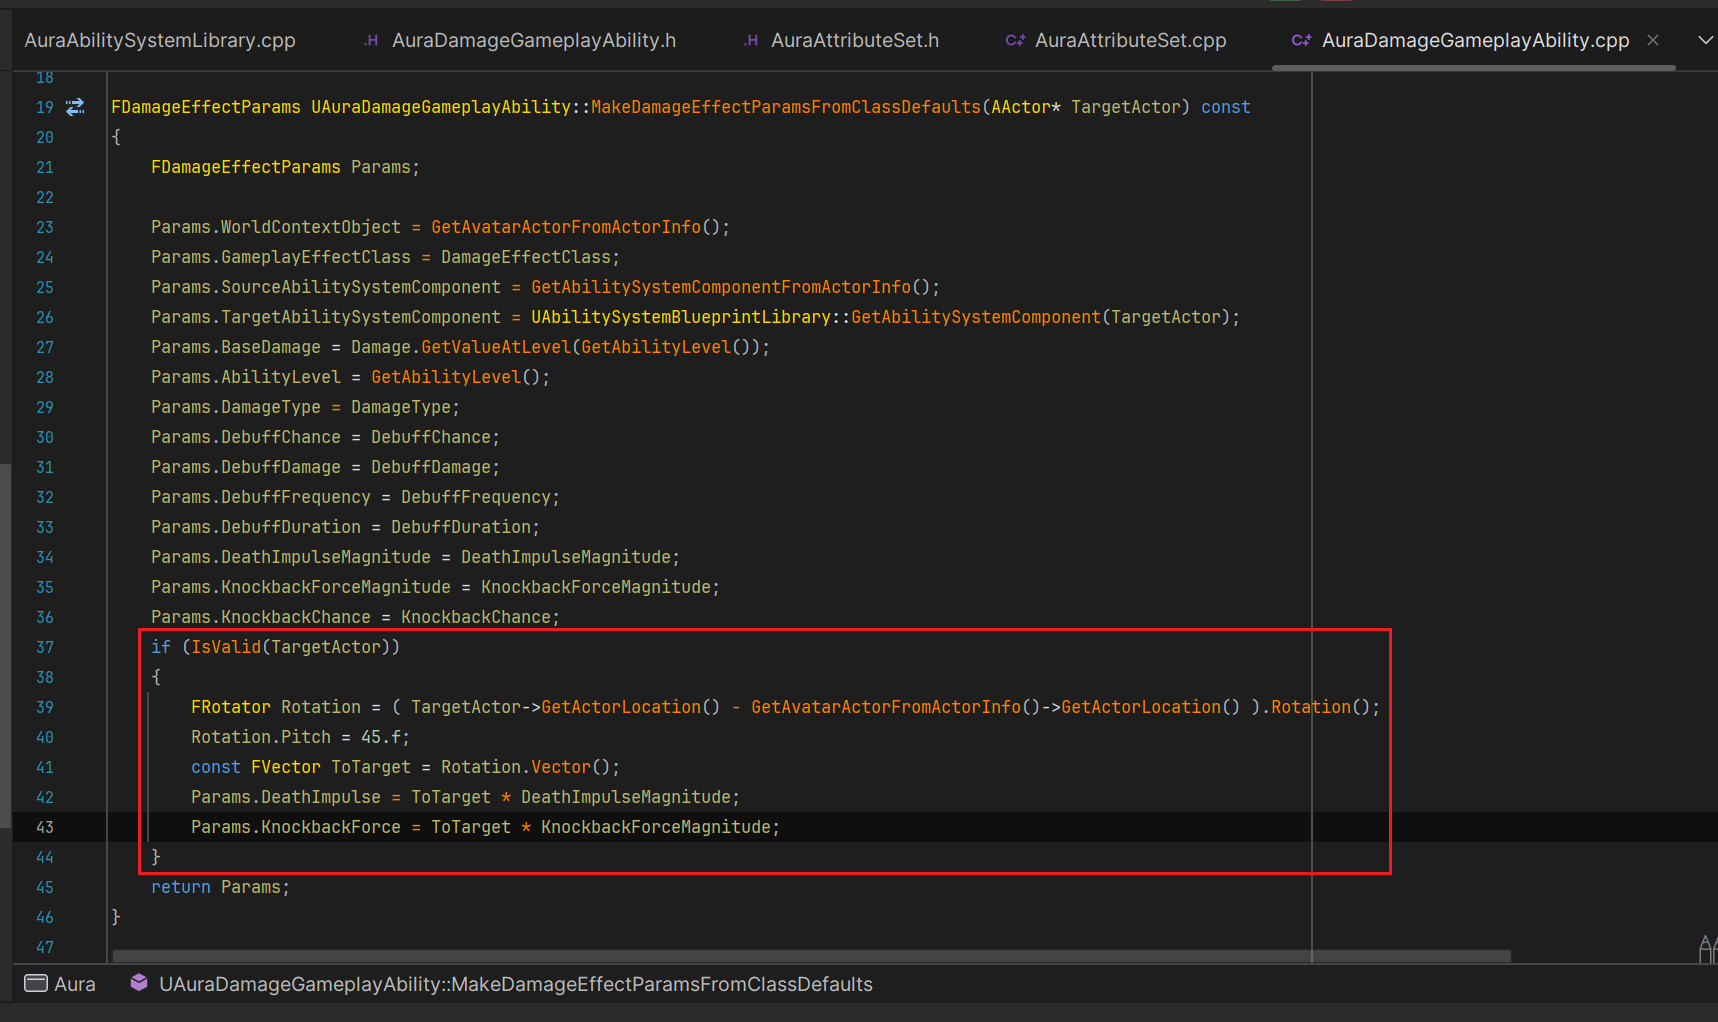 AuraAbilitySystemLibrary.cpp .H AuraDamageGameplayAbility.h .H AuraAttributeSet.h C++ AuraAttributeSet.cpp C++ AuraDamageGameplayAbility.cpp
18
19 FDamageEffectParams UAuraDamageGameplayAbility::MakeDamageEffectParamsFromClassDefaults(AActor* TargetActor) const
20 {
21 FDamageEffectParams Params;
22
23 Params.WorldContextObject = GetAvatarActorFromActorInfo();
24 Params.GameplayEffectClass = DamageEffectClass;
25 Params.SourceAbilitySystemComponent = GetAbilitySystemComponentFromActorInfo();
26 Params.TargetAbilitySystemComponent = UAbilitySystemBlueprintLibrary::GetAbilitySystemComponent(TargetActor);
27 Params.BaseDamage = Damage.GetValueAtLevel(GetAbilityLevel());
28 Params.AbilityLevel = GetAbilityLevel();
29 Params.DamageType = DamageType;
30 Params.DebuffChance = DebuffChance;
31 Params.DebuffDamage = DebuffDamage;
32 Params.DebuffFrequency = DebuffFrequency;
33 Params.DebuffDuration = DebuffDuration;
34 Params.DeathImpulseMagnitude = DeathImpulseMagnitude;
35 Params.KnockbackForceMagnitude = KnockbackForceMagnitude;
36 Params.KnockbackChance = KnockbackChance;
37 if (IsValid(TargetActor))
38 {
39 FRotator Rotation = ( TargetActor->GetActorLocation() - GetAvatarActorFromActorInfo()->GetActorLocation() ).Rotation();
40 Rotation.Pitch = 45.f;
41 const FVector ToTarget = Rotation.Vector();
42 Params.DeathImpulse = ToTarget * DeathImpulseMagnitude;
43 Params.KnockbackForce = ToTarget * KnockbackForceMagnitude;
44 }
45 return Params;
46 }
47
Aura UAuraDamageGameplayAbility::MakeDamageEffectParamsFromClassDefaults